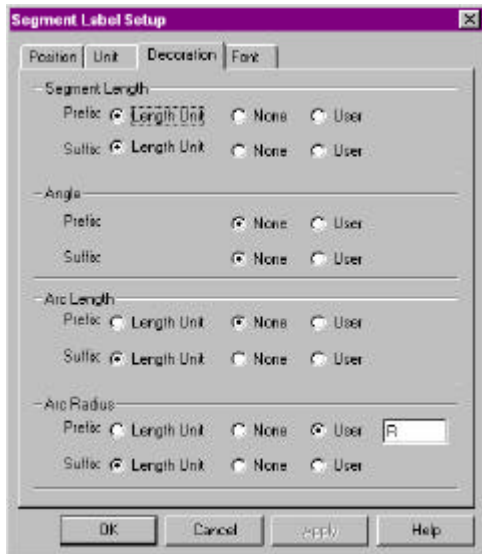 Segment Label Setup
Position Unit Decoration Font
Segment Length
Prefix Length Unit None User
Suffix Length Unit None User
Angle
Prefix None User
Suffix None User
Arc Length
Prefix Length Unit None User
Suffix Length Unit None User
Arc Radius
Prefix Length Unit None User R
Suffix Length Unit None User
OK Cancel Apply Help